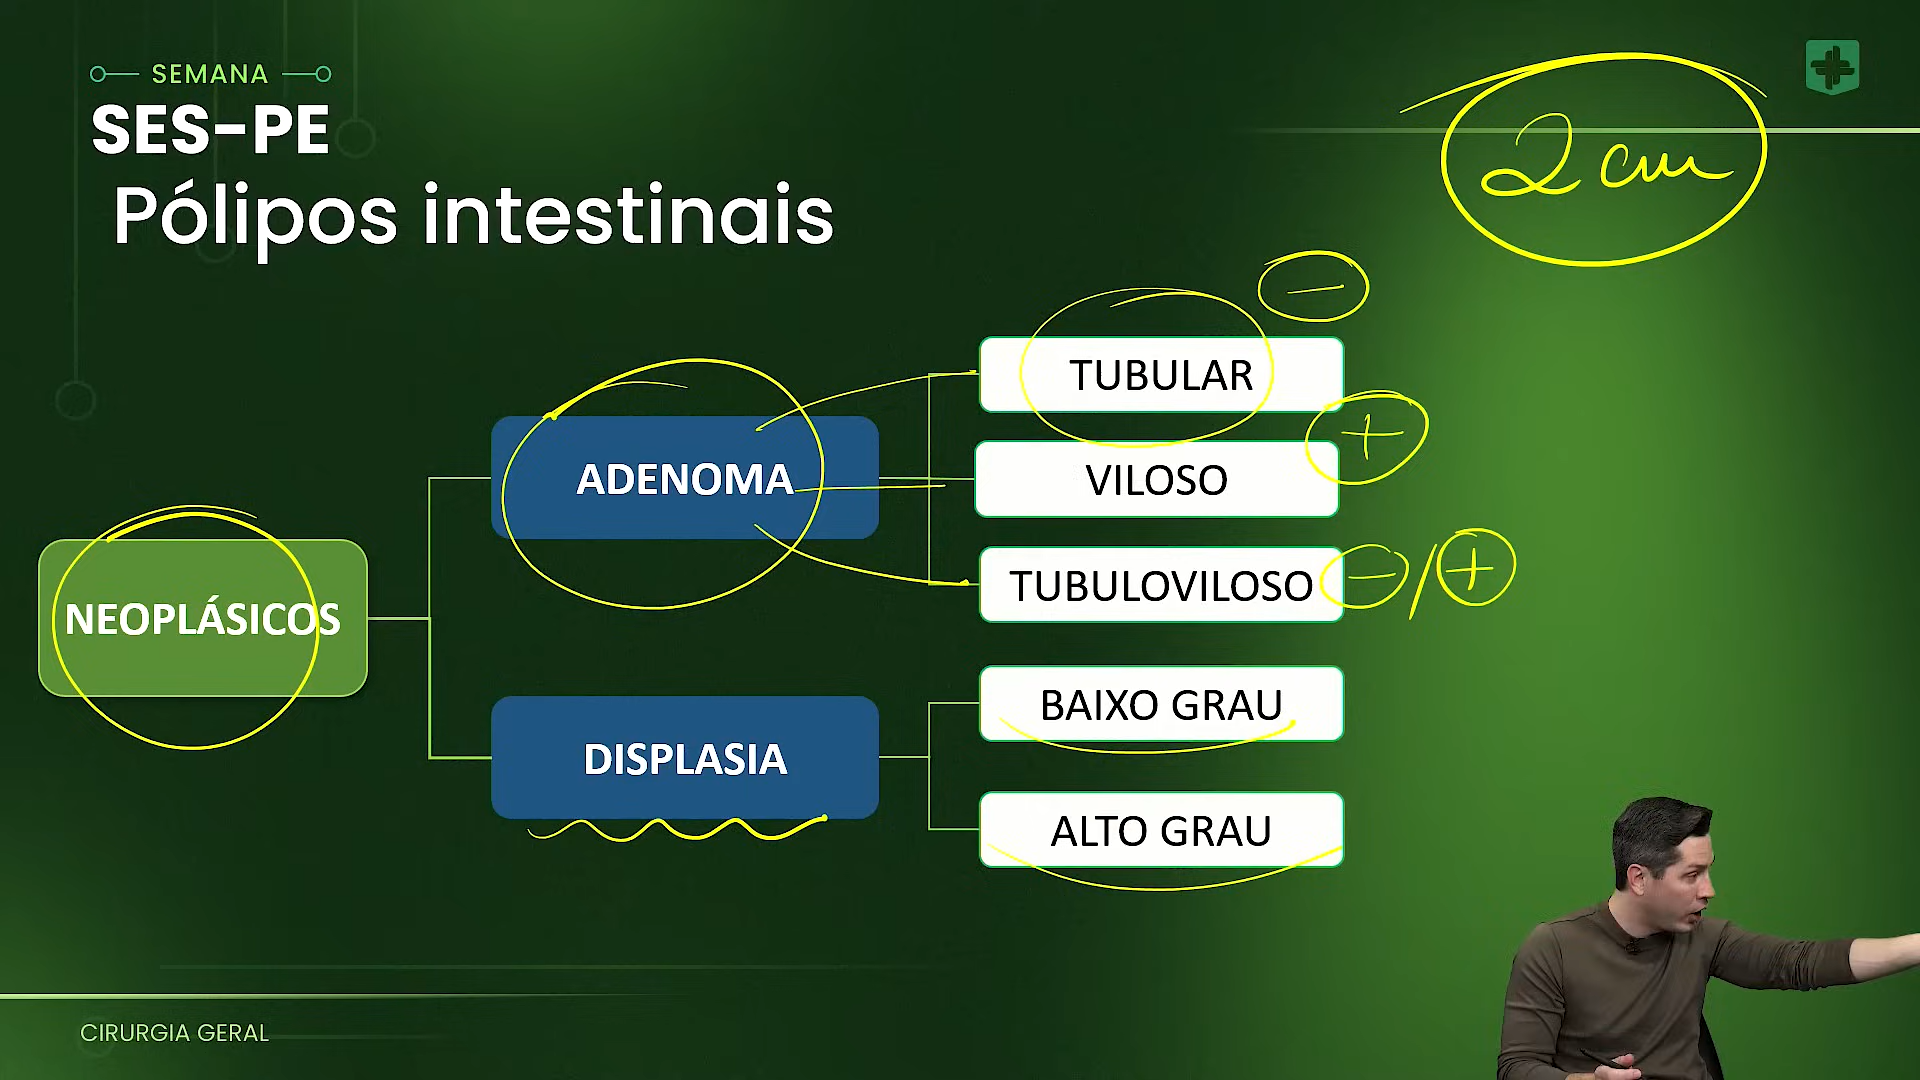 SEMANA
SES-PE
Pólipos intestinais
2 cm
NEOPLÁSICOS
ADENOMA
TUBULAR
−
VILOSO
+
TUBULOVILOSO
− / +
DISPLASIA
BAIXO GRAU
ALTO GRAU
CIRURGIA GERAL